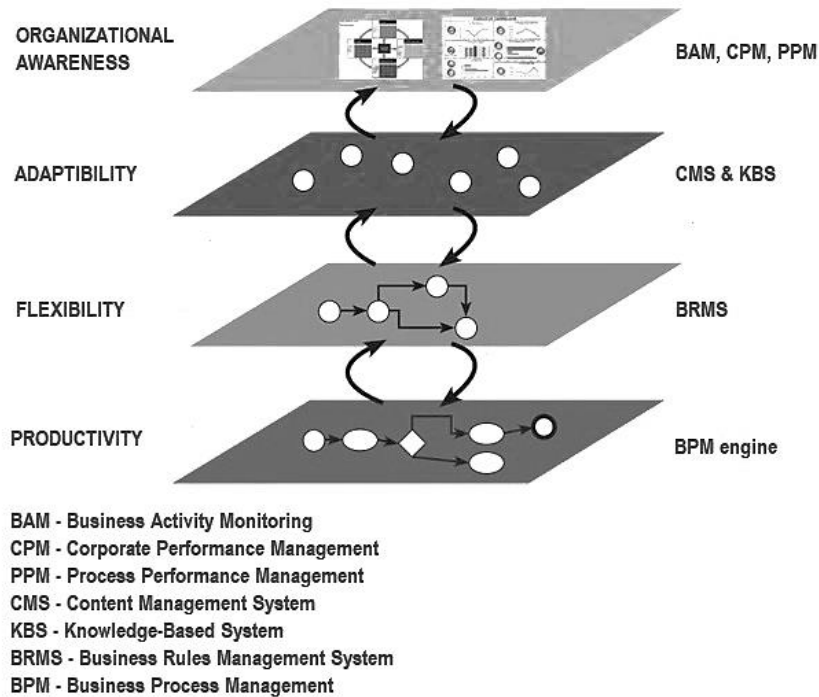 ORGANIZATIONAL
AWARENESS
BAM, CPM, PPM
ADAPTIBILITY
CMS & KBS
FLEXIBILITY
BRMS
PRODUCTIVITY
BPM engine
BAM - Business Activity Monitoring
CPM - Corporate Performance Management
PPM - Process Performance Management
CMS - Content Management System
KBS - Knowledge-Based System
BRMS - Business Rules Management System
BPM - Business Process Management